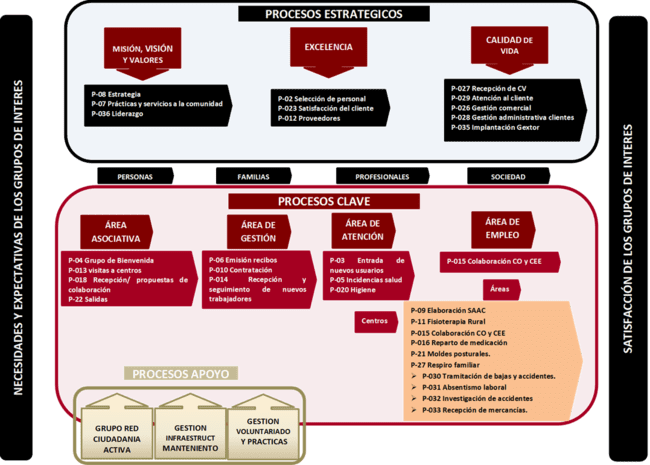 NECESIDADES Y EXPECTATIVAS DE LOS GRUPOS DE INTERES
PROCESOS ESTRATEGICOS
MISIÓN, VISIÓN
Y VALORES
P-08 Estrategia
P-07 Prácticas y servicios a la comunidad
P-036 Liderazgo
EXCELENCIA
P-02 Selección de personal
P-023 Satisfacción del cliente
P-012 Proveedores
CALIDAD DE
VIDA
P-027 Recepción de CV
P-029 Atención al cliente
P-026 Gestión comercial
P-028 Gestión administrativa clientes
P-035 Implantación Gextor
PERSONAS
FAMILIAS
PROFESIONALES
SOCIEDAD
PROCESOS CLAVE
ÁREA
ASOCIATIVA
P-04 Grupo de Bienvenida
P-013 visitas a centros
P-018 Recepción/ propuestas de
colaboración
P-22 Salidas
ÁREA DE
GESTIÓN
P-06 Emisión recibos
P-010 Contratación
P-014 Recepción y
seguimiento de nuevos
trabajadores
ÁREA DE
ATENCIÓN
P-03 Entrada de
nuevos usuarios
P-05 Incidencias salud
P-020 Higiene
ÁREA DE
EMPLEO
P-015 Colaboración CO y CEE
Áreas
Centros
P-09 Elaboración SAAC
P-11 Fisioterapia Rural
P-015 Colaboración CO y CEE
P-016 Reparto de medicación
P-21 Moldes posturales.
P-27 Respiro familiar
➢ P-030 Tramitación de bajas y accidentes.
➢ P-031 Absentismo laboral
➢ P-032 Investigación de accidentes
➢ P-033 Recepción de mercancías.
PROCESOS APOYO
GRUPO RED
CIUDADANIA
ACTIVA
GESTION
INFRAESTRUCT
MANTENIMIENTO
GESTION
VOLUNTARIADO
Y PRACTICAS
SATISFACCIÓN DE LOS GRUPOS DE INTERES